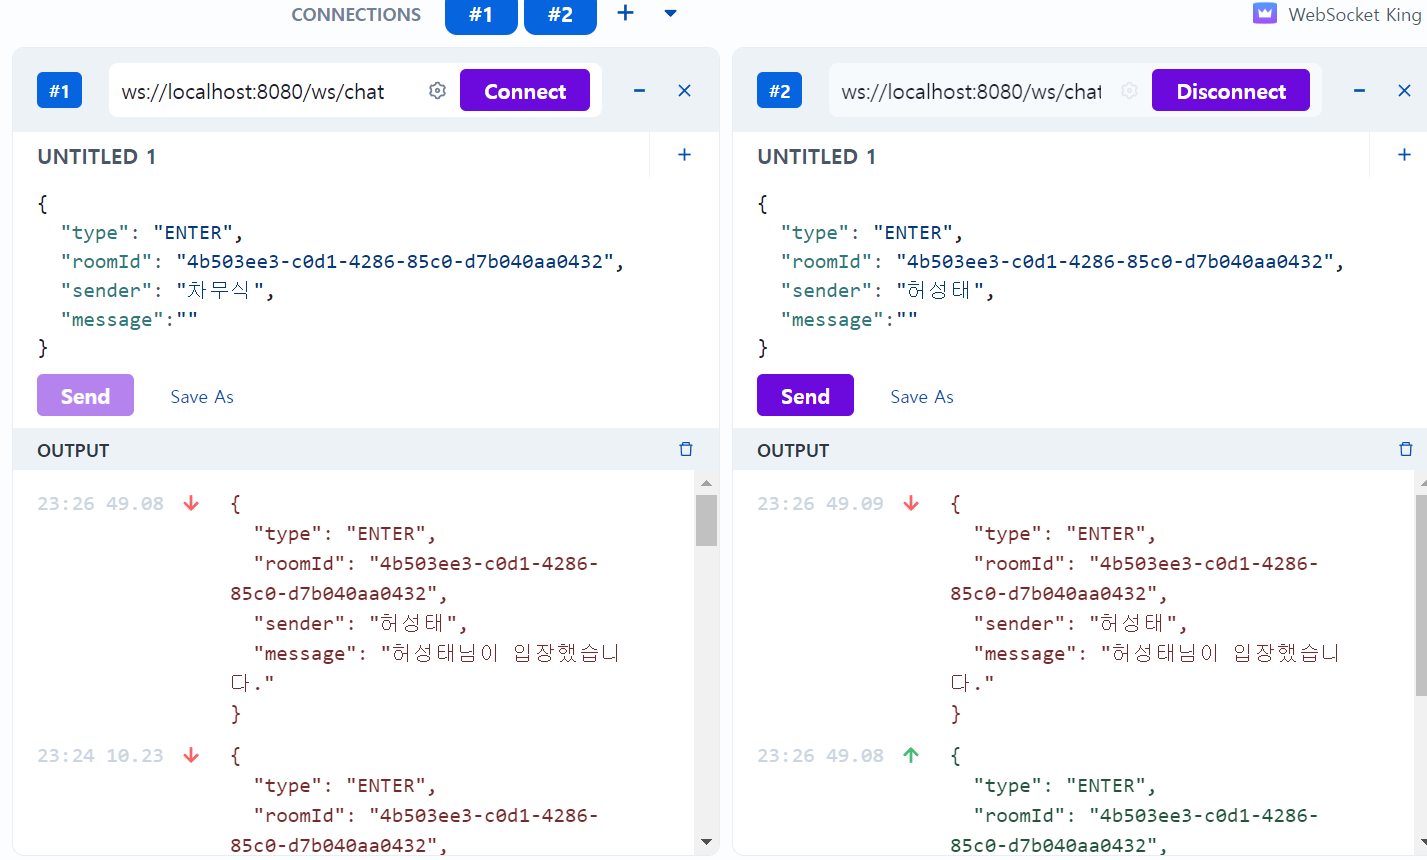 CONNECTIONS #1 #2 + WebSocket King
#1 ws://localhost:8080/ws/chat Connect
UNTITLED 1
{
"type": "ENTER",
"roomId": "4b503ee3-c0d1-4286-85c0-d7b040aa0432",
"sender": "차무식",
"message":""
}
Send Save As
OUTPUT
23:26 49.08 {
"type": "ENTER",
"roomId": "4b503ee3-c0d1-4286-
85c0-d7b040aa0432",
"sender": "허성태",
"message": "허성태님이 입장했습니
다."
}
23:24 10.23 {
"type": "ENTER",
"roomId": "4b503ee3-c0d1-4286-
85c0-d7b040aa0432",
#2 ws://localhost:8080/ws/chat Disconnect
UNTITLED 1
{
"type": "ENTER",
"roomId": "4b503ee3-c0d1-4286-85c0-d7b040aa0432",
"sender": "허성태",
"message":""
}
Send Save As
OUTPUT
23:26 49.09 {
"type": "ENTER",
"roomId": "4b503ee3-c0d1-4286-
85c0-d7b040aa0432",
"sender": "허성태",
"message": "허성태님이 입장했습니
다."
}
23:26 49.08 {
"type": "ENTER",
"roomId": "4b503ee3-c0d1-4286-
85c0-d7b040aa0432",